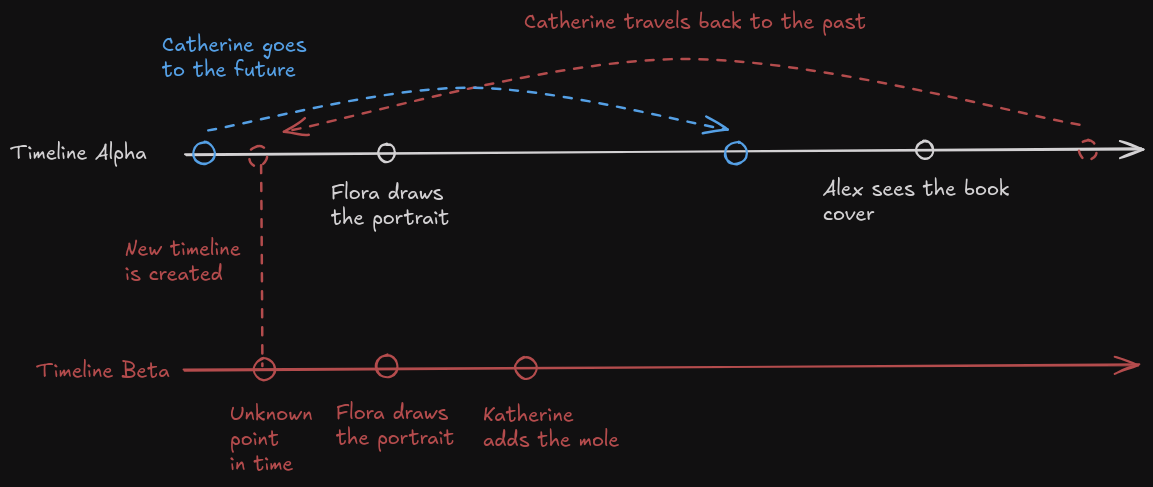 Catherine travels back to the past
Catherine goes
to the future
Timeline Alpha
Flora draws
the portrait
Alex sees the book
cover
New timeline
is created
Timeline Beta
Unknown
point
in time
Flora draws
the portrait
Katherine
adds the mole